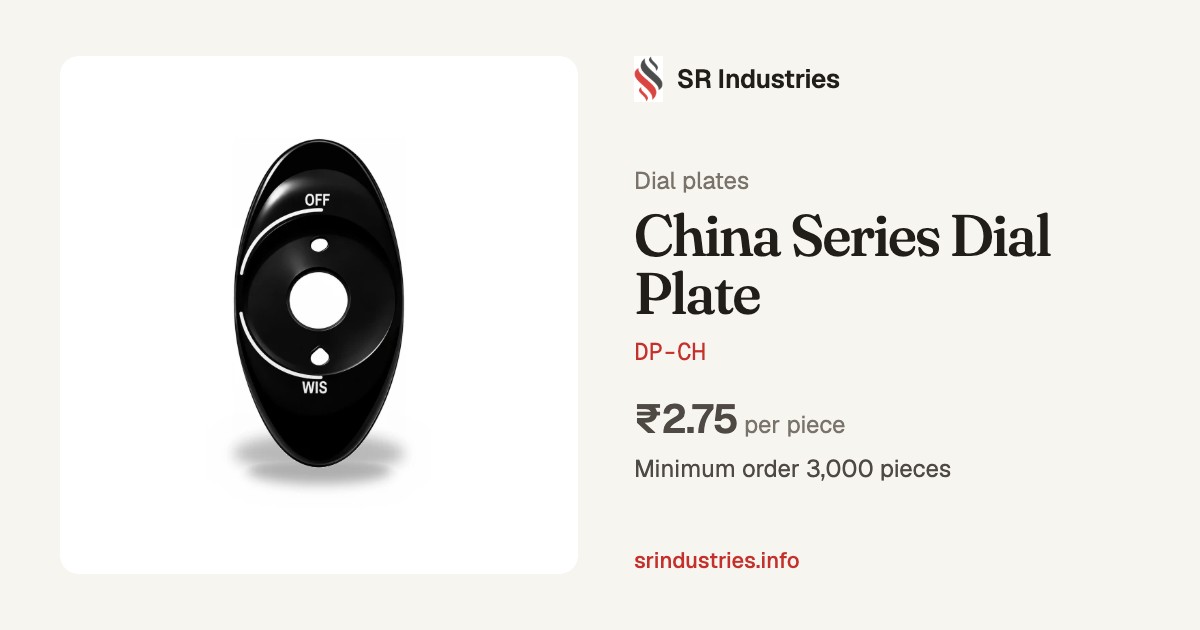 OFF
WIS
SR Industries
Dial plates
China Series Dial
Plate
DP-CH
₹2.75 per piece
Minimum order 3,000 pieces
srindustries.info